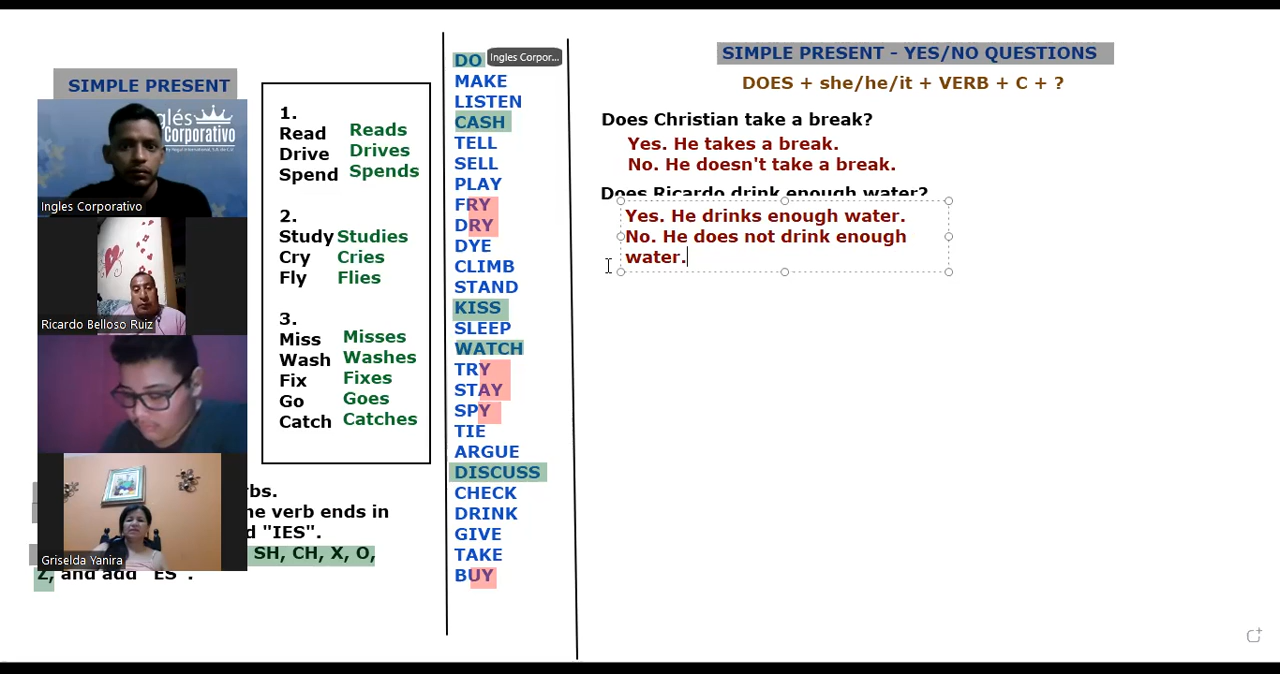 SIMPLE PRESENT
glés
Corporativo
Ingles Corporativo
Ricardo Belloso Ruiz
Griselda Yanira
rbs.
he verb ends in
d "IES".
SH, CH, X, O,
Z, and add "ES".
1.
Read Reads
Drive Drives
Spend Spends
2.
Study Studies
Cry Cries
Fly Flies
3.
Miss Misses
Wash Washes
Fix Fixes
Go Goes
Catch Catches
DO
Ingles Corpor...
MAKE
LISTEN
CASH
TELL
SELL
PLAY
FRY
DRY
DYE
CLIMB
STAND
KISS
SLEEP
WATCH
TRY
STAY
SPY
TIE
ARGUE
DISCUSS
CHECK
DRINK
GIVE
TAKE
BUY
SIMPLE PRESENT - YES/NO QUESTIONS
DOES + she/he/it + VERB + C + ?
Does Christian take a break?
Yes. He takes a break.
No. He doesn't take a break.
Does Ricardo drink enough water?
Yes. He drinks enough water.
No. He does not drink enough
water.